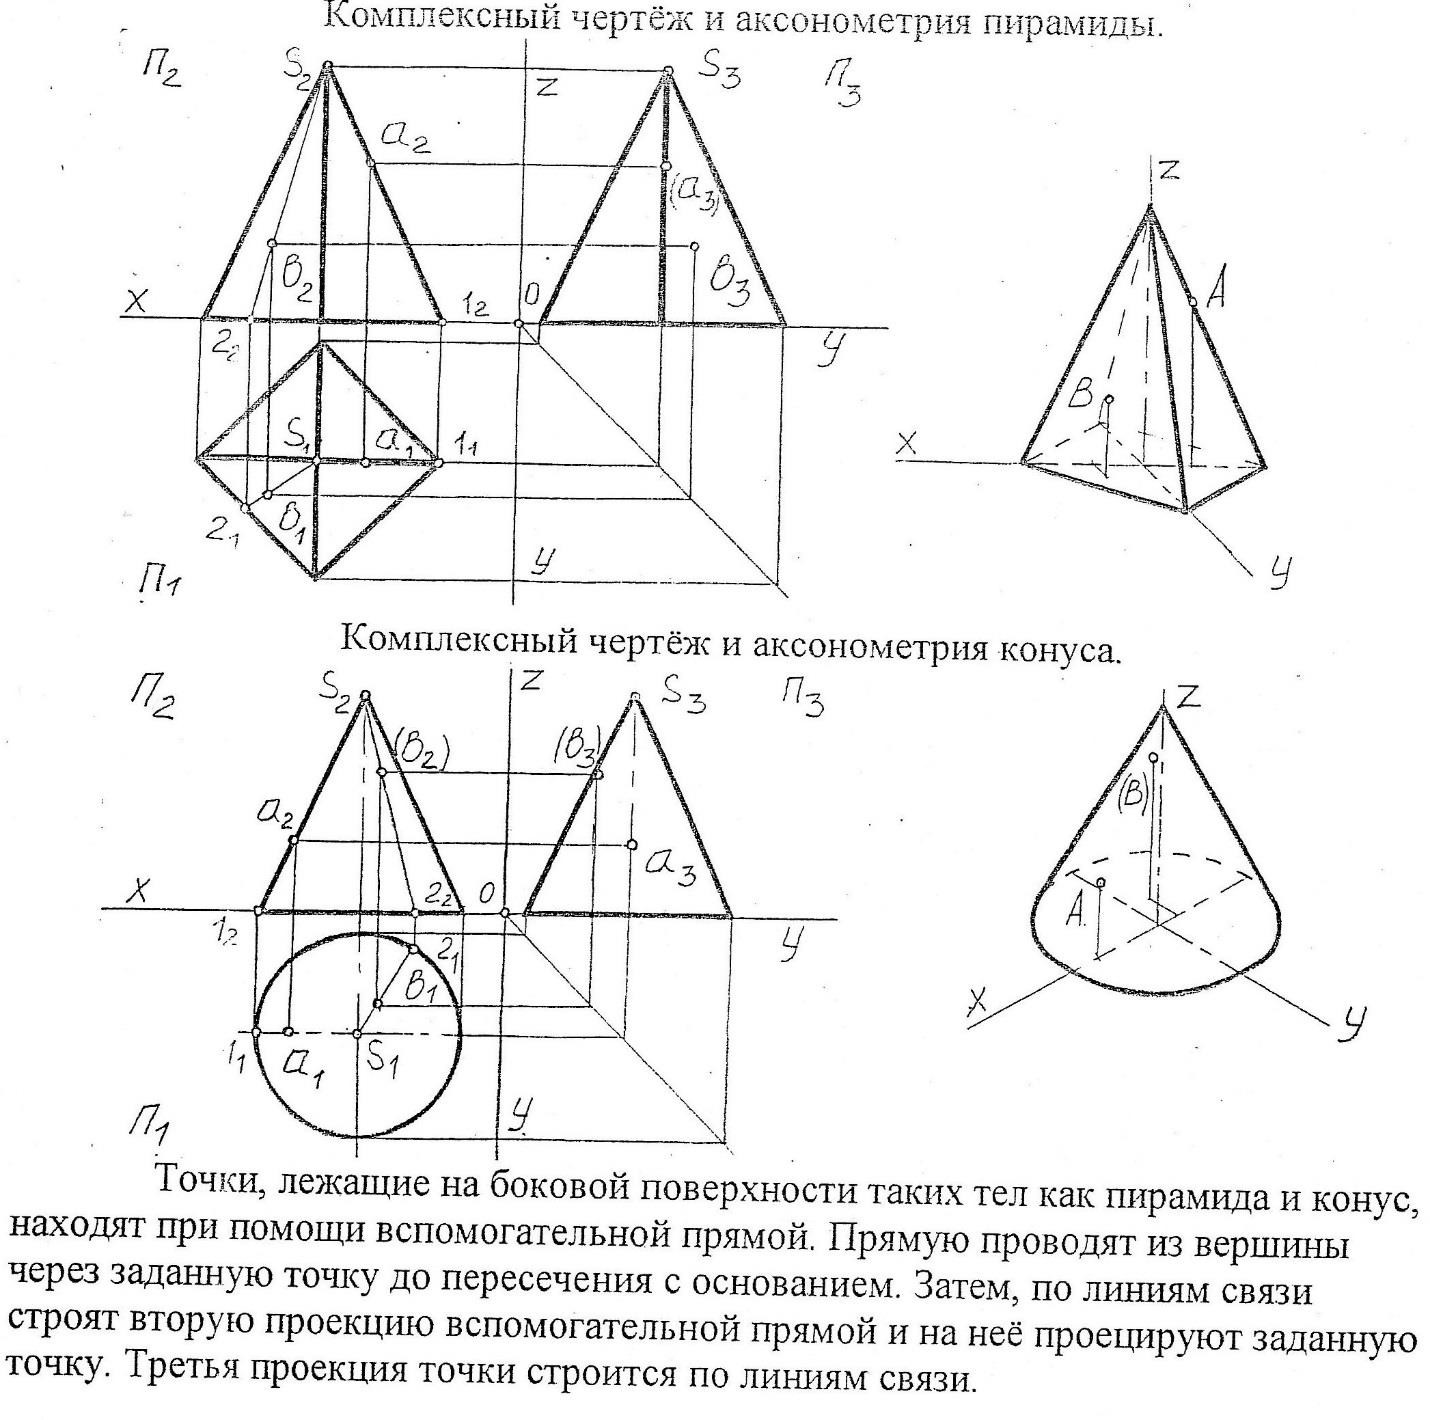 Комплексный чертёж и аксонометрия пирамиды.
П2 S2 Z S3 П3
a2 (a3)
Z
A
B2 B3
X 12 0 У
22
B
S1 a1 11
X
21 B1
У У
П1
Комплексный чертёж и аксонометрия конуса.
П2 S2 Z S3 П3 Z
(B2) (B3)
(B)
a2 a3
X 22 0 У
12 21
A
B1
X У
11 a1 S1
П1 У
Точки, лежащие на боковой поверхности таких тел как пирамида и конус,
находят при помощи вспомогательной прямой. Прямую проводят из вершины
через заданную точку до пересечения с основанием. Затем, по линиям связи
строят вторую проекцию вспомогательной прямой и на неё проецируют заданную
точку. Третья проекция точки строится по линиям связи.